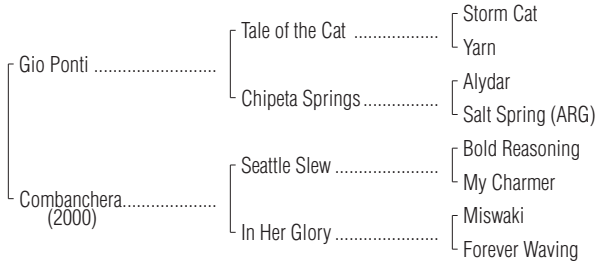 Storm Cat
Tale of the Cat ..................
Yarn
Gio Ponti ..........................
Alydar
Chipeta Springs................
Salt Spring (ARG)
Bold Reasoning
Seattle Slew ......................
My Charmer
Combanchera....................
(2000)
Miswaki
In Her Glory ......................
Forever Waving